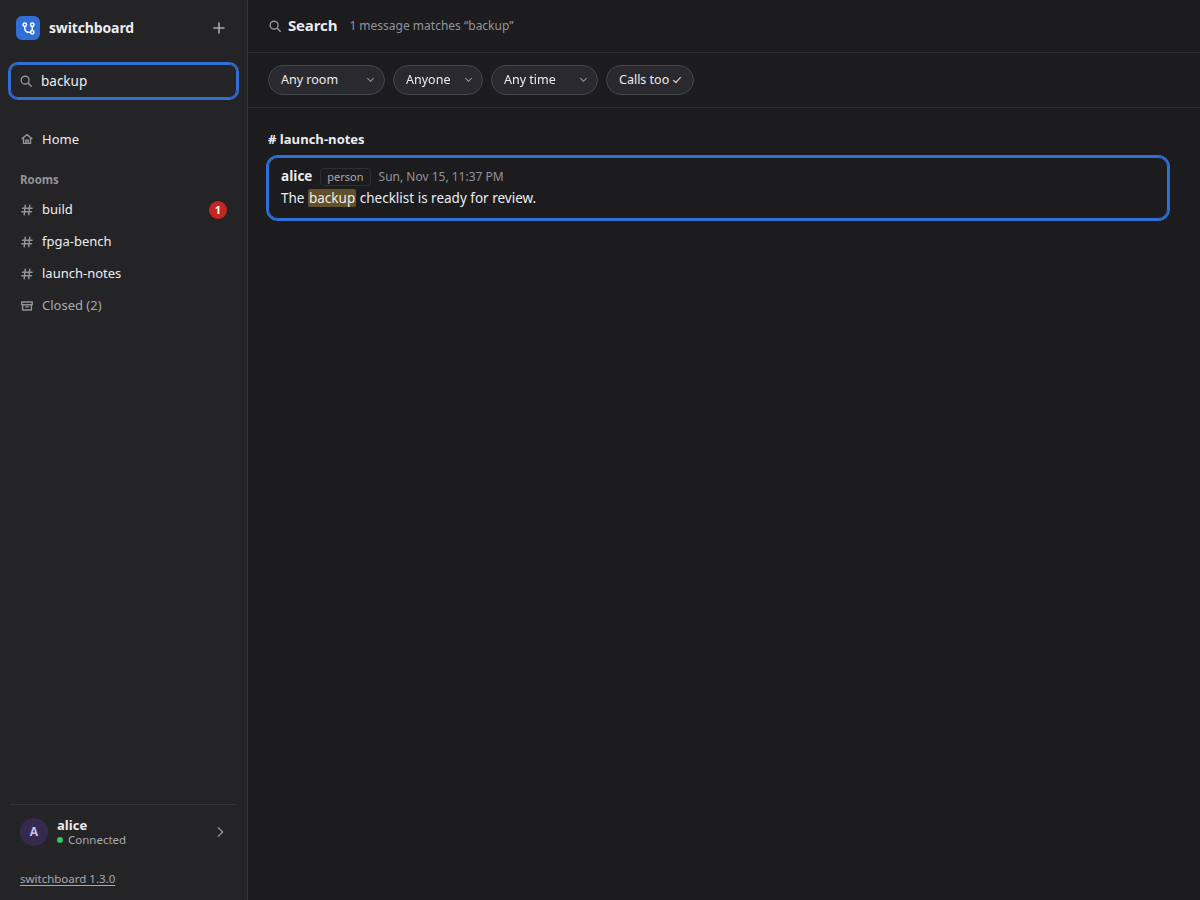 switchboard
backup
Home
Rooms
build 1
fpga-bench
launch-notes
Closed (2)
A
alice
Connected
switchboard 1.3.0
Search 1 message matches “backup”
Any room Anyone Any time Calls too ✓
# launch-notes
alice person Sun, Nov 15, 11:37 PM
The backup checklist is ready for review.